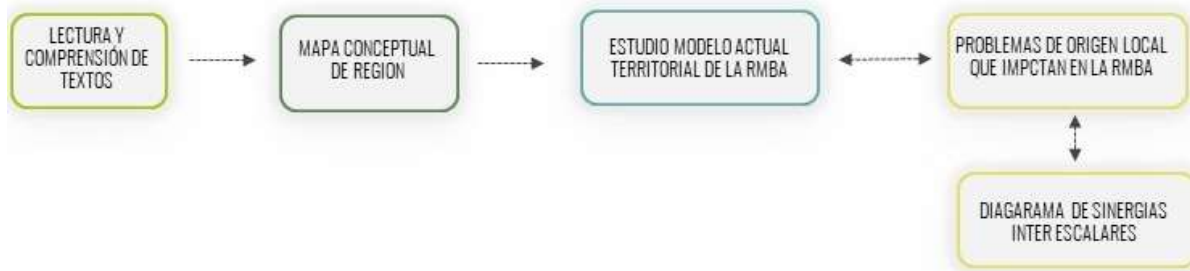 LECTURA Y
COMPRENSIÓN DE
TEXTOS
MAPA CONCEPTUAL
DE REGION
ESTUDIO MODELO ACTUAL
TERRITORIAL DE LA RMBA
PROBLEMAS DE ORIGEN LOCAL
QUE IMPCTAN EN LA RMBA
DIAGARAMA DE SINERGIAS
INTER ESCALARES